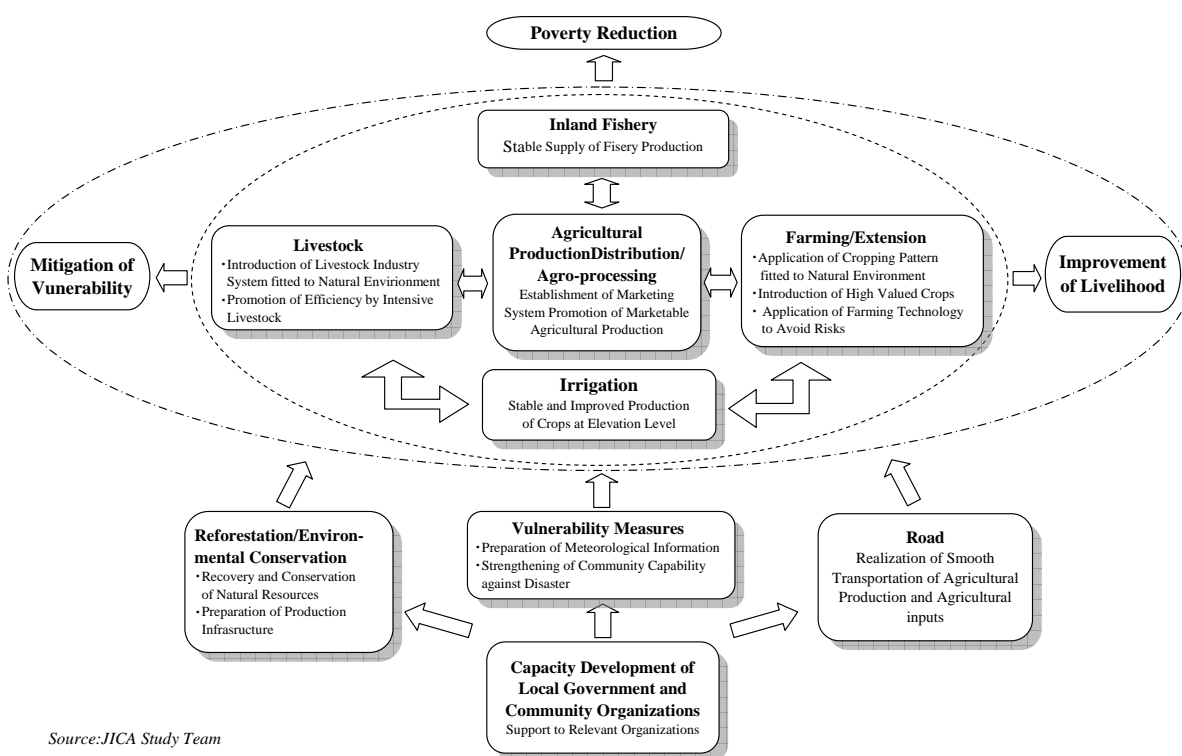 Poverty Reduction
Inland Fishery
Stable Supply of Fisery Production
Mitigation of
Vunerability
Livestock
・Introduction of Livestock Industry
System fitted to Natural Envirionment
・Promotion of Efficiency by Intensive
Livestock
Agricultural
ProductionDistribution/
Agro-processing
Establishment of Marketing
System Promotion of Marketable
Agricultural Production
Farming/Extension
・Application of Cropping Pattern
fitted to Natural Environment
・Introduction of High Valued Crops
・ Application of Farming Technology
to Avoid Risks
Improvement
of Livelihood
Irrigation
Stable and Improved Production
of Crops at Elevation Level
Reforestation/Environ-
mental Conservation
・Recovery and Conservation
of Natural Resources
・Preparation of Production
Infrasructure
Vulnerability Measures
・Preparation of Meteorological Information
・Strengthening of Community Capability
against Disaster
Road
Realization of Smooth
Transportation of Agricultural
Production and Agricultural
inputs
Capacity Development of
Local Government and
Community Organizations
Support to Relevant Organizations
Source:JICA Study Team